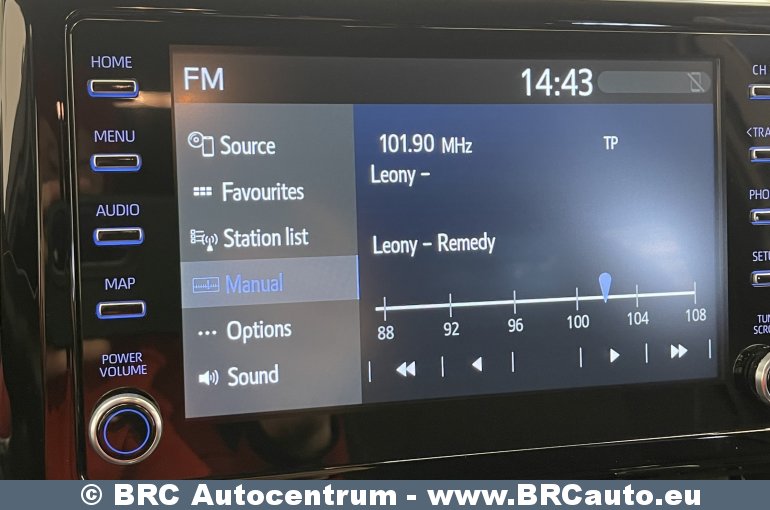 HOME
MENU
AUDIO
MAP
POWER
VOLUME
FM
14:43
Source
Favourites
Station list
Manual
Options
Sound
101.90 MHz
TP
Leony –
Leony – Remedy
88 92 96 100 104 108
CH
<TRA
PHO
SETU
TUN
SCRO
© BRC Autocentrum - www.BRCauto.eu